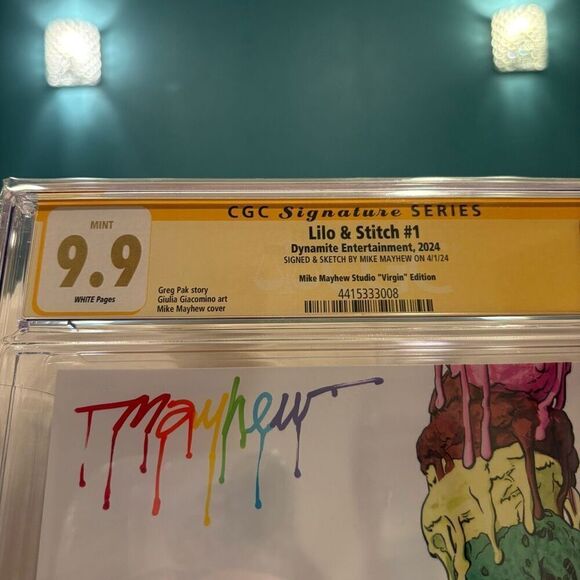 CGC Signature SERIES
MINT
9.9
WHITE Pages
Lilo & Stitch #1
Dynamite Entertainment, 2024
SIGNED & SKETCH BY MIKE MAYHEW ON 4/1/24
Mike Mayhew Studio "Virgin" Edition
Greg Pak story
Giulia Giacomino art
Mike Mayhew cover
4415333008
mayhew